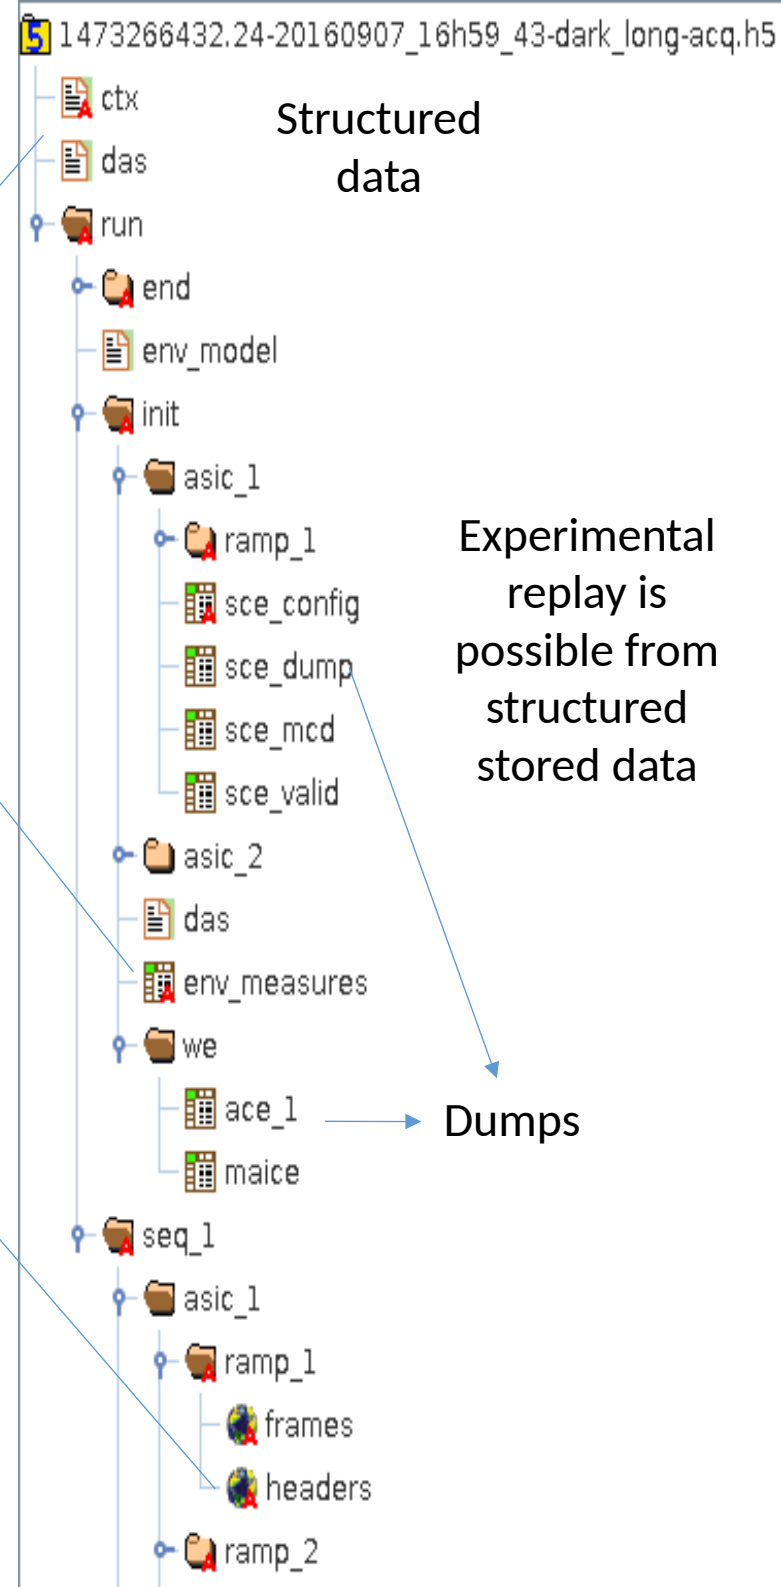 5 1473266432.24-20160907_16h59_43-dark_long-acq.h5
ctx
Structured
data
das
run
end
env_model
init
asic_1
ramp_1
sce_config
sce_dump
sce_mcd
sce_valid
Experimental
replay is
possible from
structured
stored data
asic_2
das
env_measures
we
ace_1
Dumps
maice
seq_1
asic_1
ramp_1
frames
headers
ramp_2